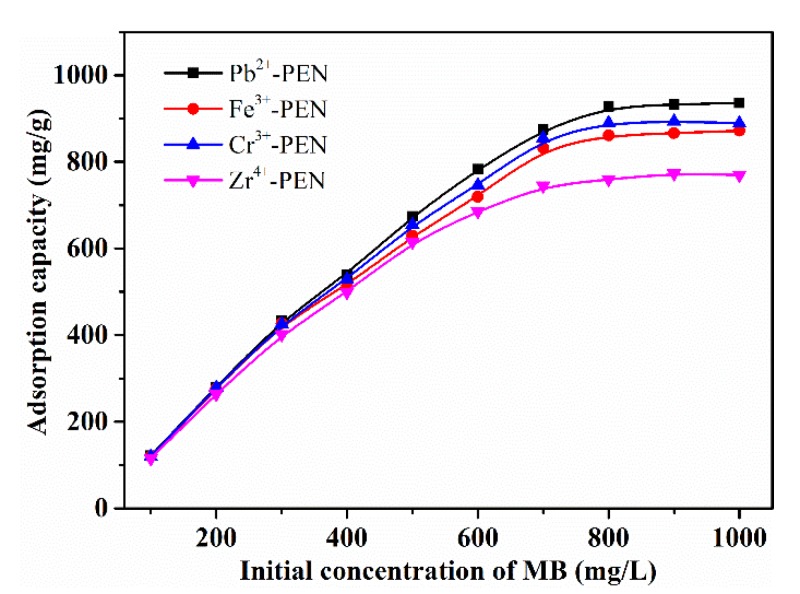 1000
800
600
400
200
0
Adsorption capacity (mg/g)
Pb²⁺-PEN
Fe³⁺-PEN
Cr³⁺-PEN
Zr⁴⁺-PEN
200 400 600 800 1000
Initial concentration of MB (mg/L)